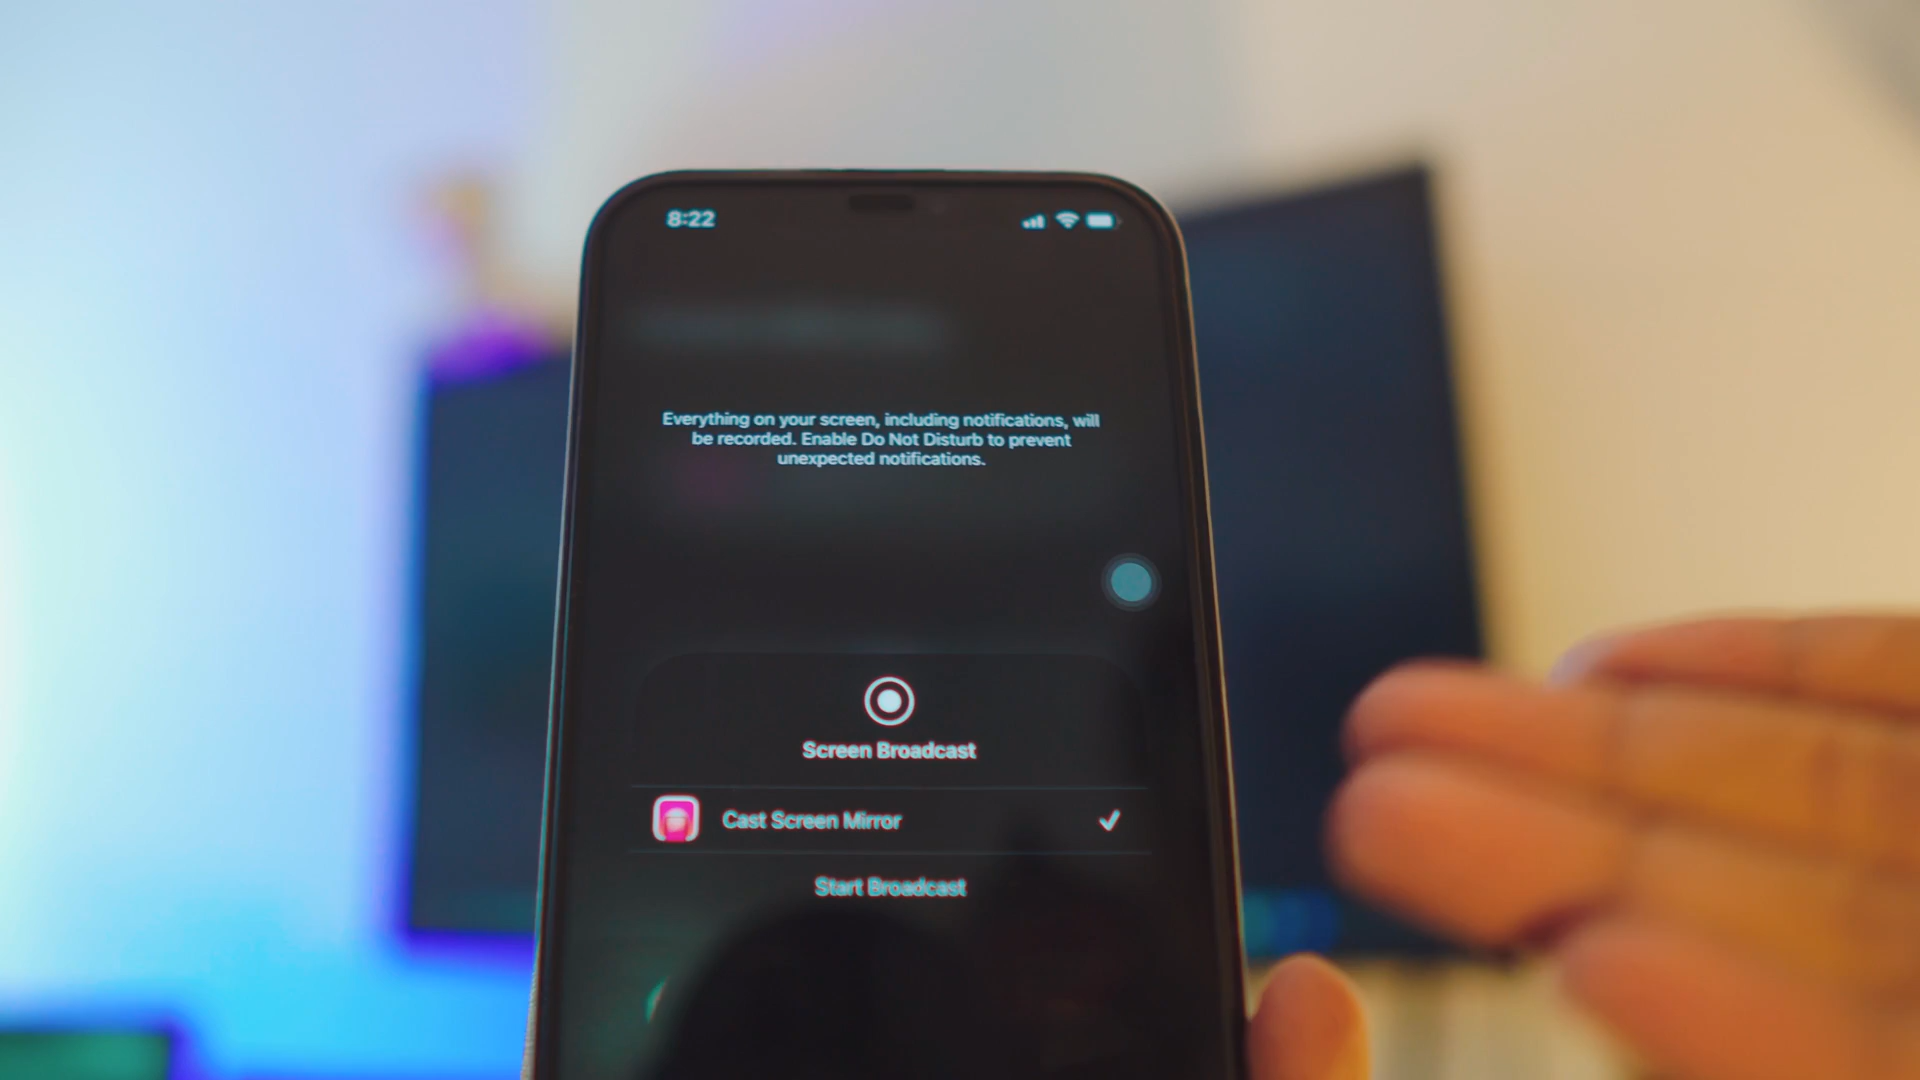 8:22
Everything on your screen, including notifications, will
be recorded. Enable Do Not Disturb to prevent
unexpected notifications.
Screen Broadcast
Cast Screen Mirror
Start Broadcast